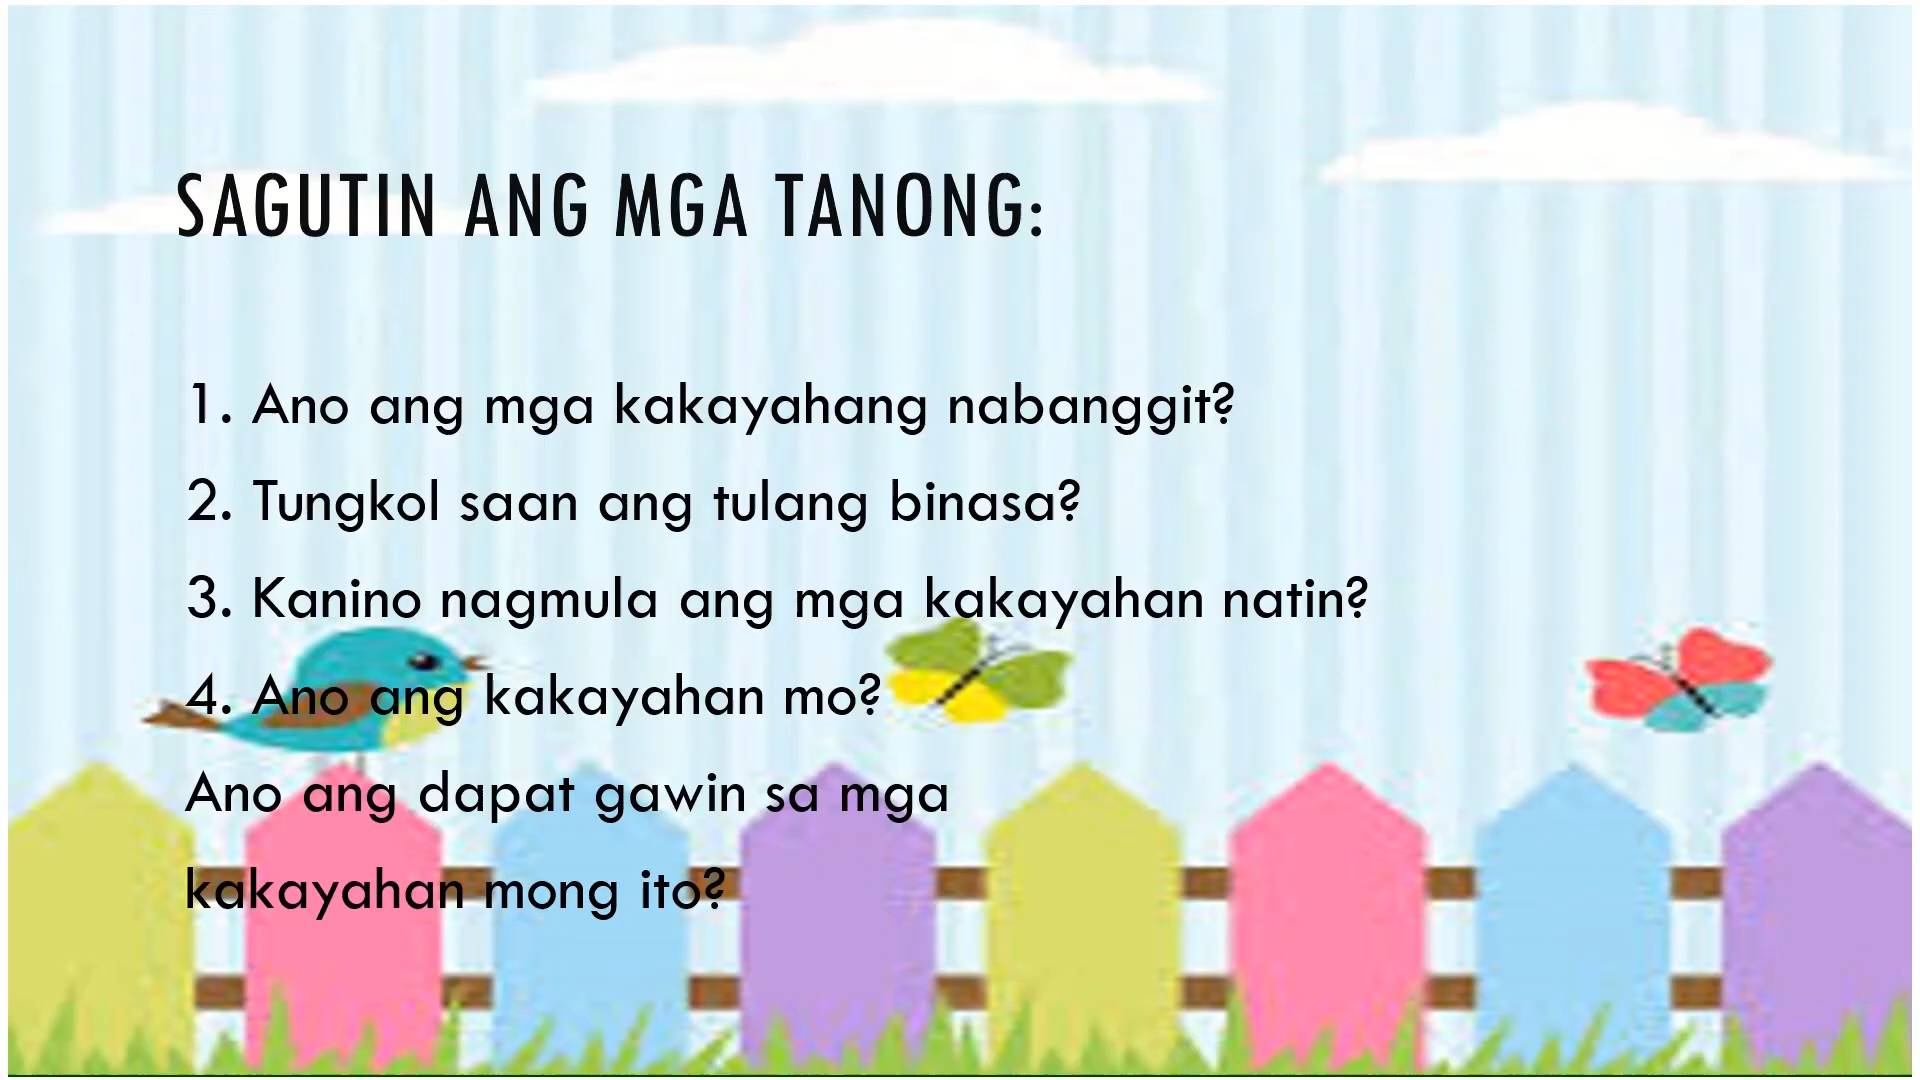 SAGUTIN ANG MGA TANONG:
1. Ano ang mga kakayahang nabanggit?
2. Tungkol saan ang tulang binasa?
3. Kanino nagmula ang mga kakayahan natin?
4. Ano ang kakayahan mo?
Ano ang dapat gawin sa mga
kakayahan mong ito?